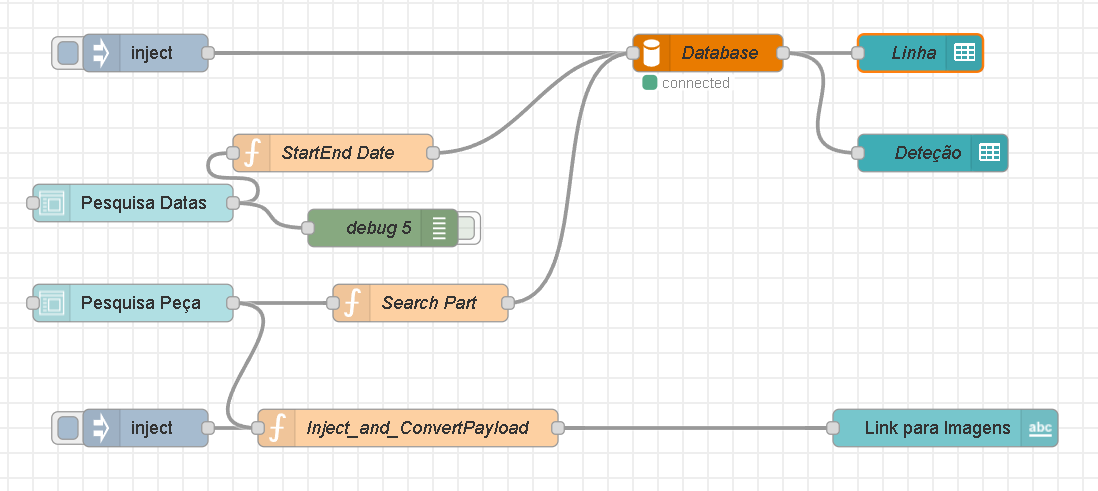 inject
Database
Linha
connected
StartEnd Date
Deteção
Pesquisa Datas
debug 5
Pesquisa Peça
Search Part
inject
Inject_and_ConvertPayload
Link para Imagens
abc